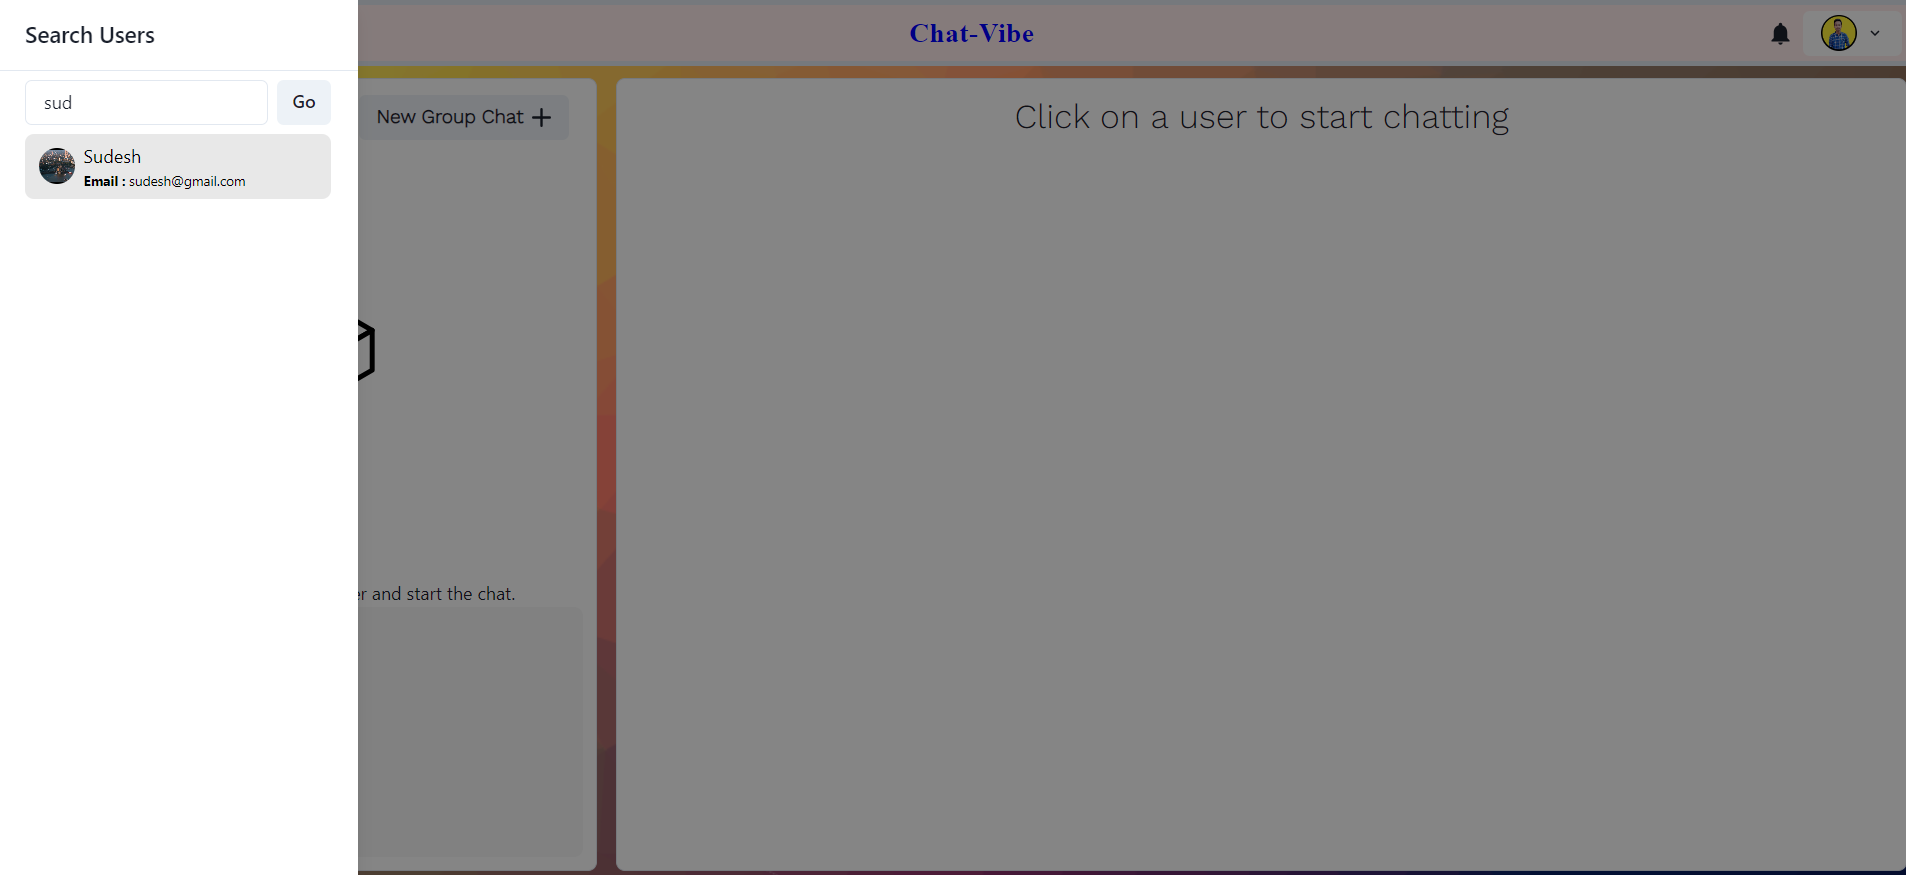 Search Users
sud
Go
Sudesh
Email : sudesh@gmail.com
Chat-Vibe
New Group Chat
and start the chat.
Click on a user to start chatting